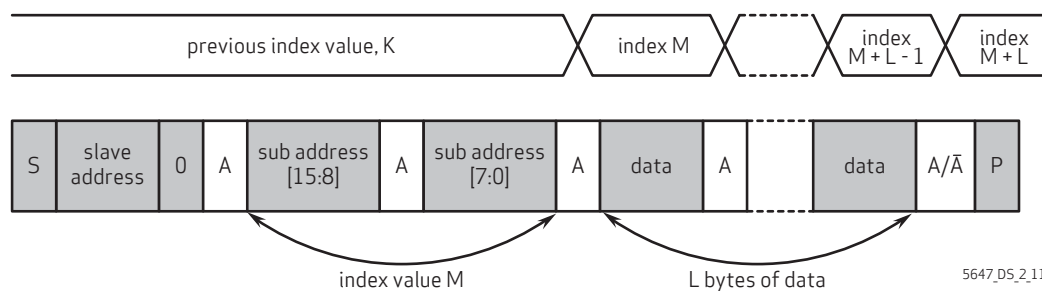 previous index value, K
index M
index
M + L - 1
index
M + L
S
slave
address
0
A
sub address
[15:8]
A
sub address
[7:0]
A
data
A
data
A/Ā
P
index value M
L bytes of data
5647_DS_2_11